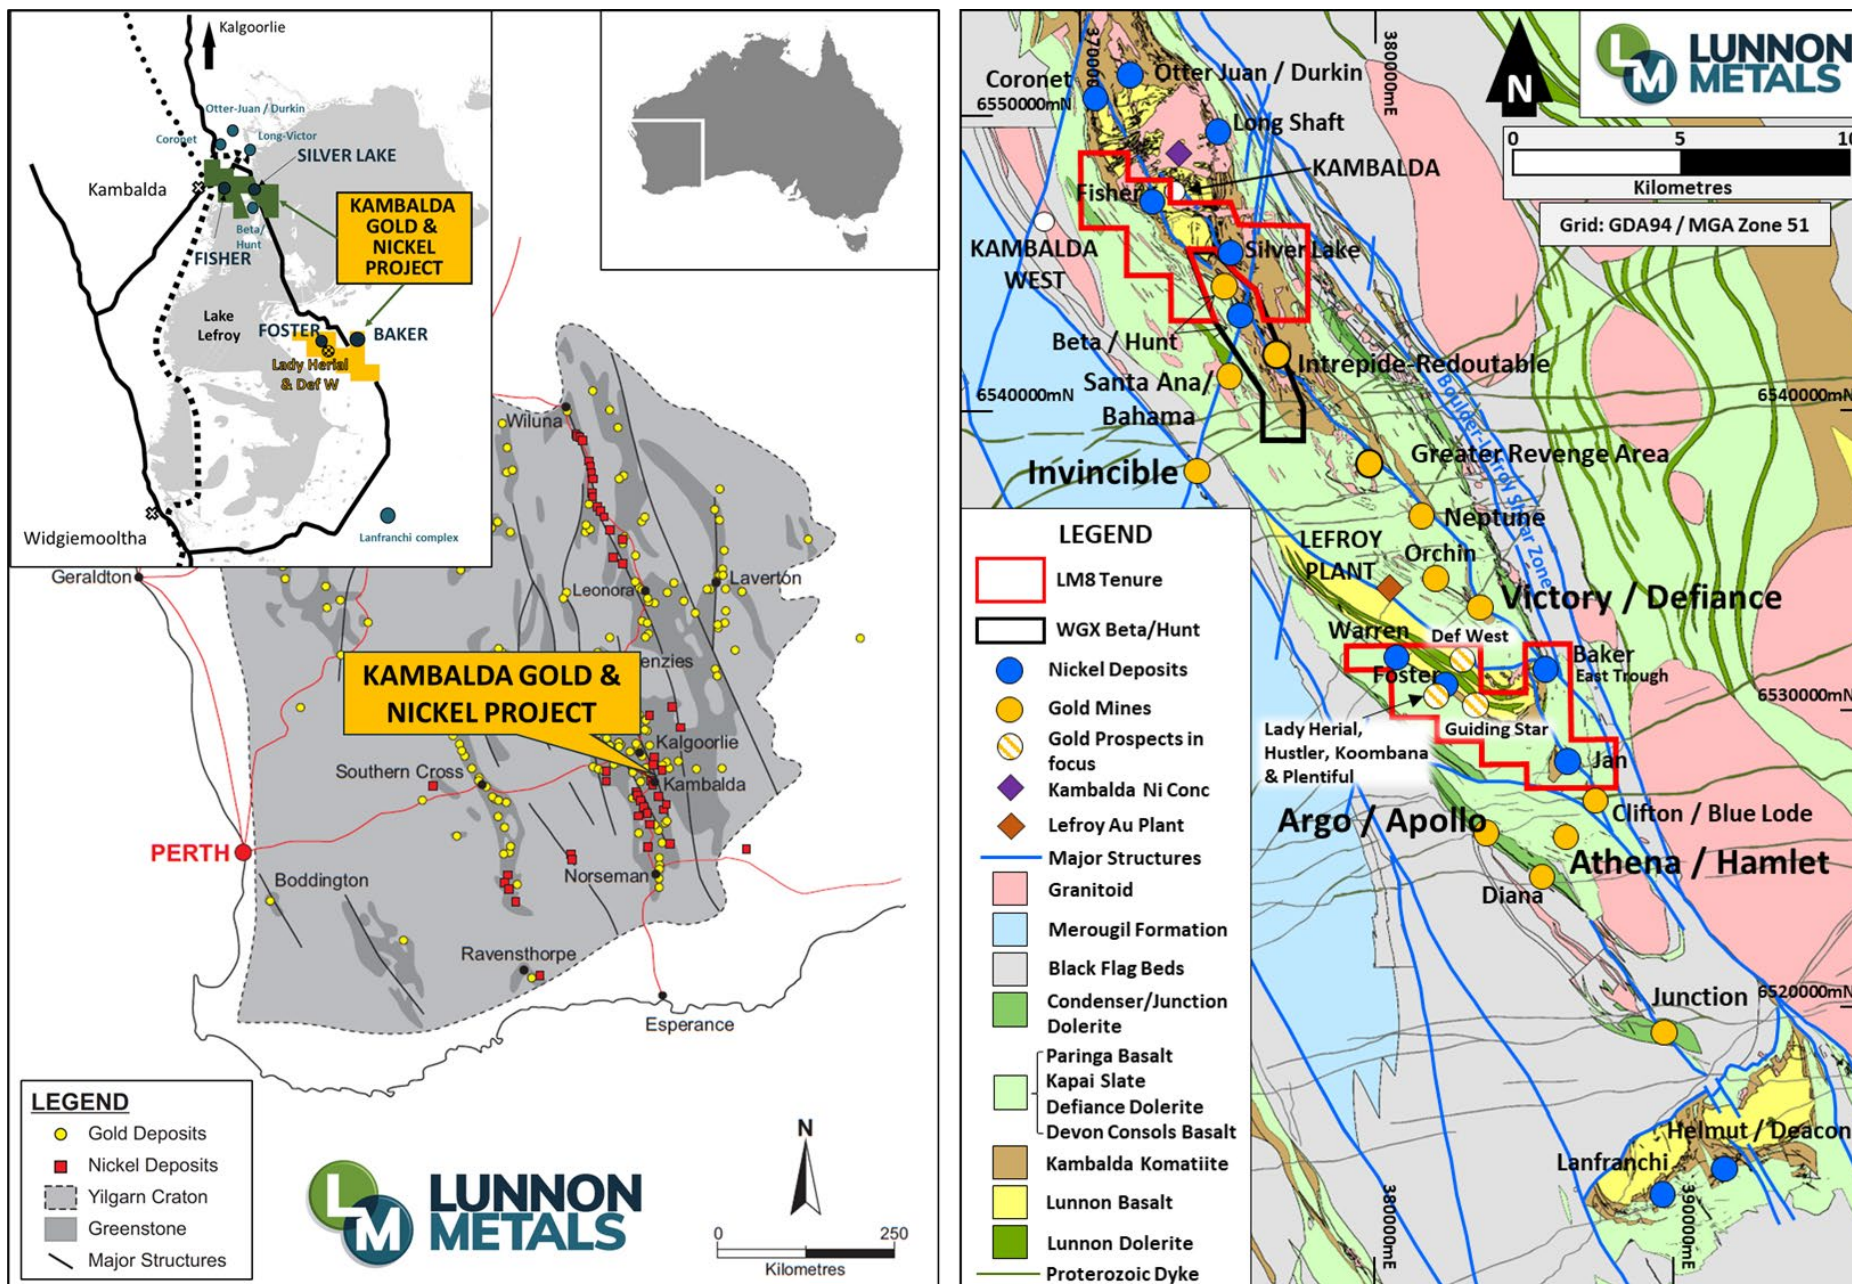 Kalgoorlie
Otter-Juan / Durkin
Coronet
Long-Victor
SILVER LAKE
Kambalda
KAMBALDA
GOLD &
NICKEL
PROJECT
Beta/
Hunt
FISHER
Lake
Lefroy
FOSTER
BAKER
Lady Herial
& Def W
Widgiemooltha
Lanfranchi complex
Wiluna
Geraldton
Leonora
Laverton
enzies
KAMBALDA GOLD &
NICKEL PROJECT
Kalgoorlie
Southern Cross
Kambalda
PERTH
Boddington
Norseman
Ravensthorpe
Esperance
LEGEND
Gold Deposits
Nickel Deposits
Yilgarn Craton
Greenstone
Major Structures
LM
LUNNON
METALS
N
0
250
Kilometres
370000
380000mE
N
LM
LUNNON
METALS
Coronet
Otter Juan / Durkin
6550000mN
Long Shaft
0
5
10
Kilometres
KAMBALDA
Fisher
Grid: GDA94 / MGA Zone 51
KAMBALDA
WEST
Silver Lake
Beta / Hunt
Intrepide-Redoutable
Santa Ana/
Bahama
6540000mN
6540000mN
Boulder-Lefroy Shear Zone
Invincible
Greater Revenge Area
Neptune
LEFROY
PLANT
Orchin
Victory / Defiance
Warren
Def West
Foster
Baker
East Trough
6530000mN
Lady Herial,
Hustler, Koombana
& Plentiful
Guiding Star
Jan
Argo / Apollo
Clifton / Blue Lode
Athena / Hamlet
Diana
Junction
6520000mN
Helmut / Deacon
Lanfranchi
380000mE
390000mE
LEGEND
LM8 Tenure
WGX Beta/Hunt
Nickel Deposits
Gold Mines
Gold Prospects in
focus
Kambalda Ni Conc
Lefroy Au Plant
Major Structures
Granitoid
Merougil Formation
Black Flag Beds
Condenser/Junction
Dolerite
Paringa Basalt
Kapai Slate
Defiance Dolerite
Devon Consols Basalt
Kambalda Komatiite
Lunnon Basalt
Lunnon Dolerite
Proterozoic Dyke